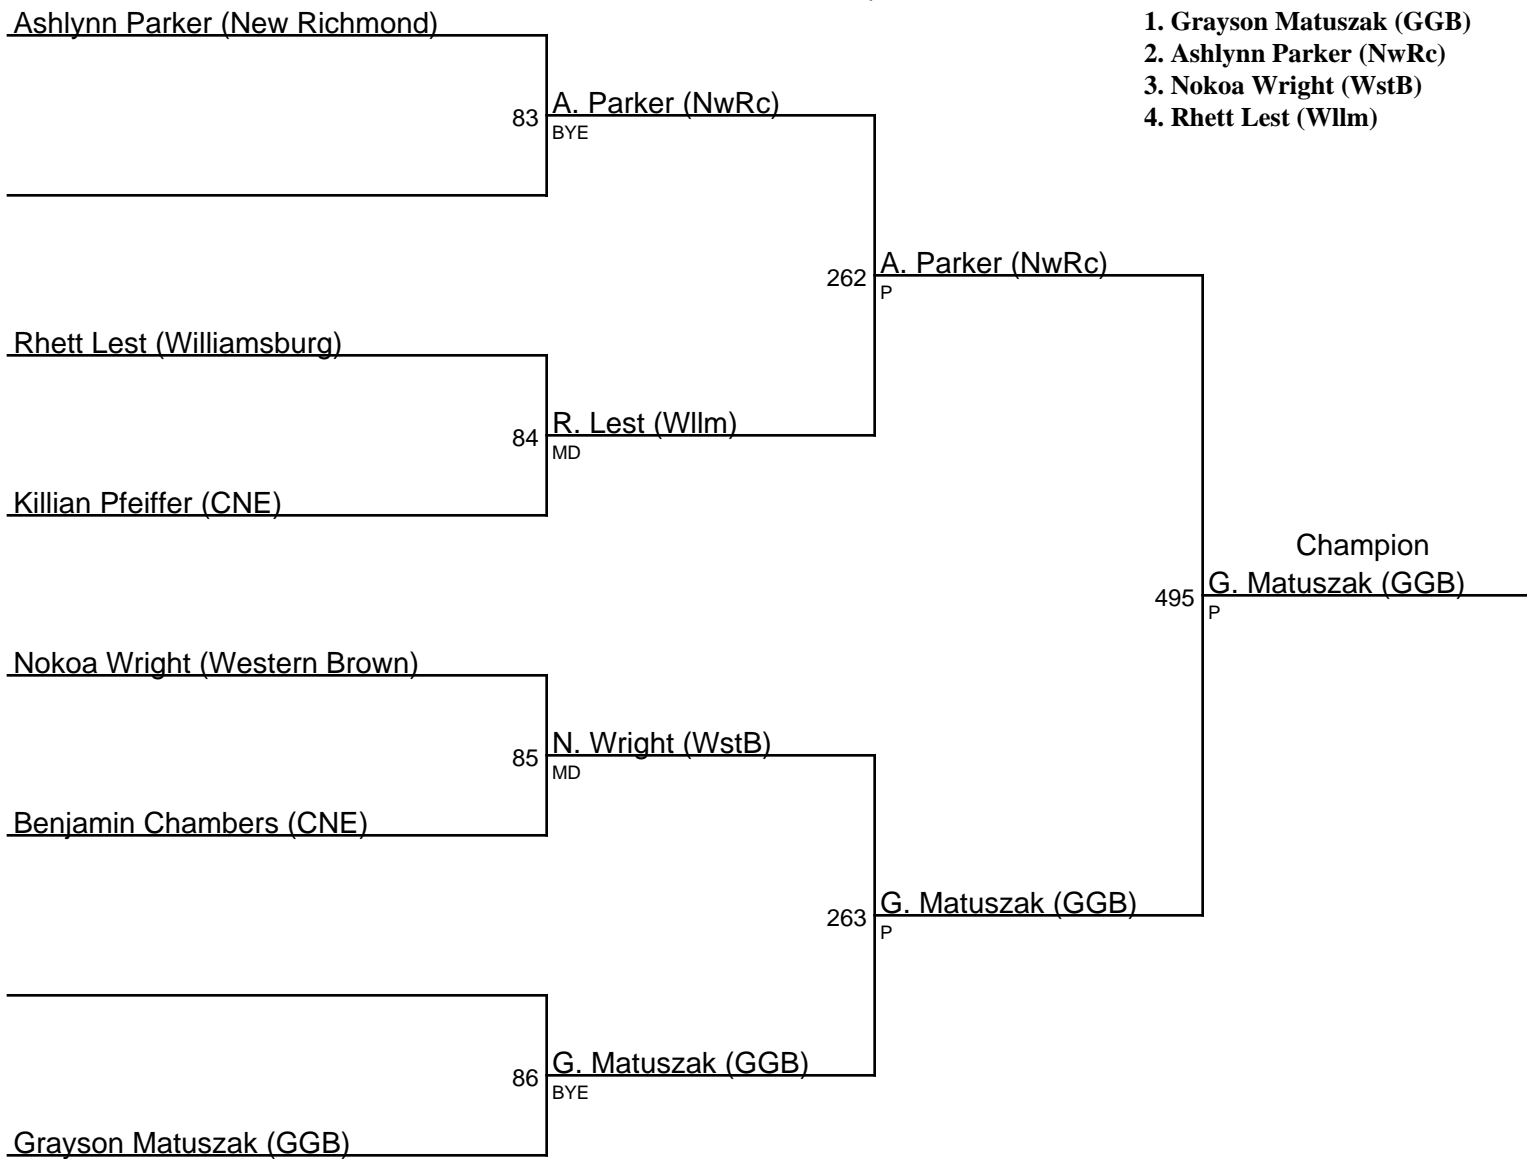 Ashlynn Parker (New Richmond)
1. Grayson Matuszak (GGB)
2. Ashlynn Parker (NwRc)
3. Nokoa Wright (WstB)
4. Rhett Lest (Wllm)
83 A. Parker (NwRc)
BYE
262 A. Parker (NwRc)
P
Rhett Lest (Williamsburg)
84 R. Lest (Wllm)
MD
Killian Pfeiffer (CNE)
Champion
495 G. Matuszak (GGB)
P
Nokoa Wright (Western Brown)
85 N. Wright (WstB)
MD
Benjamin Chambers (CNE)
263 G. Matuszak (GGB)
P
86 G. Matuszak (GGB)
BYE
Grayson Matuszak (GGB)